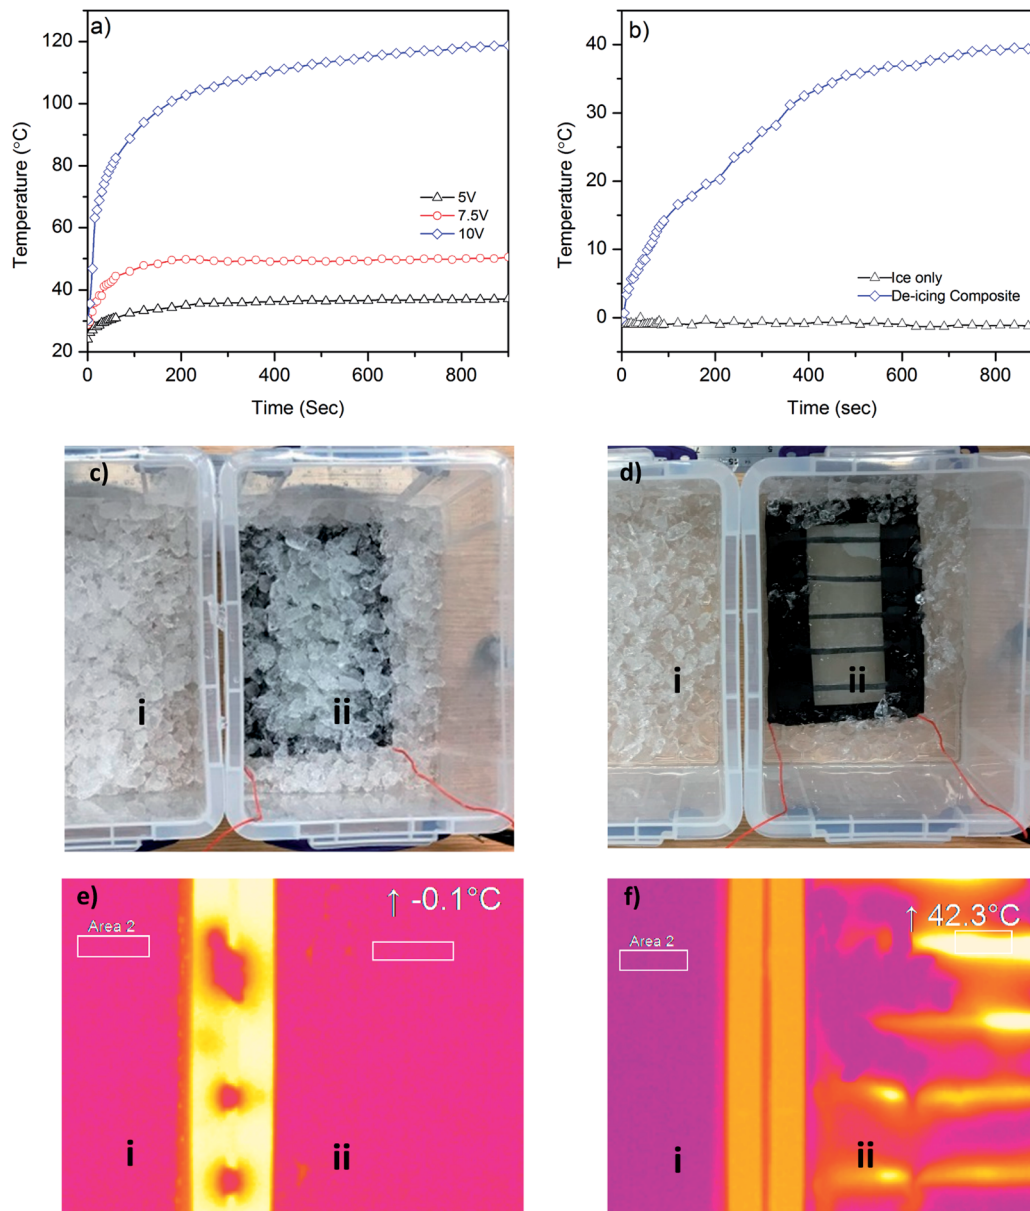 a)
Temperature (°C)
120
100
80
60
40
20
5V
7.5V
10V
0
200
400
600
800
Time (Sec)
b)
Temperature (°C)
40
30
20
10
0
Ice only
De-icing Composite
0
200
400
600
800
Time (sec)
c)
i
ii
d)
i
ii
e)
↑ -0.1°C
Area 2
i
ii
f)
↑ 42.3°C
Area 2
i
ii